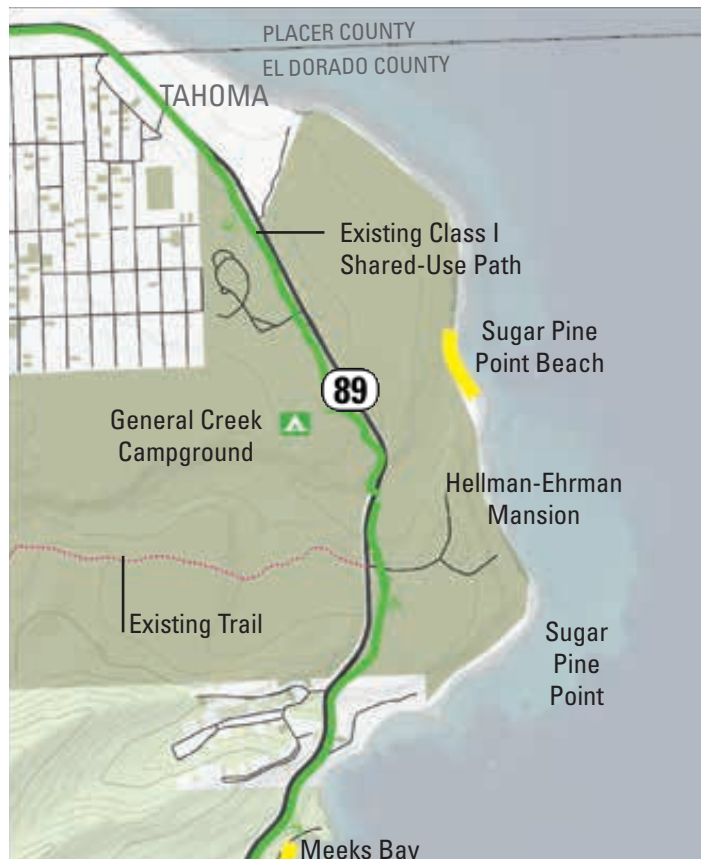 PLACER COUNTY
EL DORADO COUNTY
TAHOMA
Existing Class I
Shared-Use Path
Sugar Pine
Point Beach
89
General Creek
Campground
Hellman-Ehrman
Mansion
Existing Trail
Sugar
Pine
Point
Meeks Bay